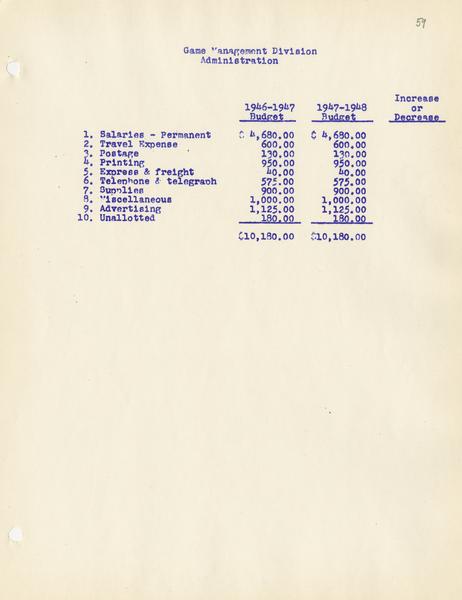 59
Game Management Division
Administration
Increase
1946-1947 1947-1948 or
Budget Budget Decrease
1. Salaries - Permanent $ 4,680.00 $ 4,680.00
2. Travel Expense 600.00 600.00
3. Postage 130.00 130.00
4. Printing 950.00 950.00
5. Express & freight 40.00 40.00
6. Telephone & telegraph 575.00 575.00
7. Supplies 900.00 900.00
8. Miscellaneous 1,000.00 1,000.00
9. Advertising 1,125.00 1,125.00
10. Unallotted 180.00 180.00
$10,180.00 $10,180.00